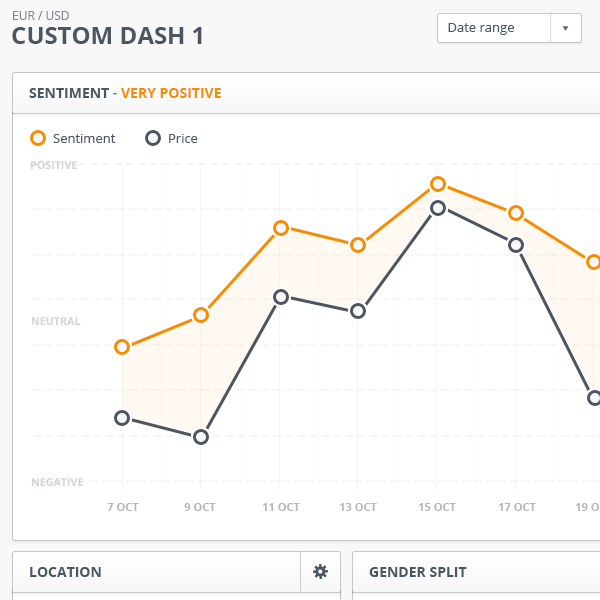 EUR / USD
CUSTOM DASH 1
Date range
SENTIMENT - VERY POSITIVE
Sentiment
Price
POSITIVE
NEUTRAL
NEGATIVE
7 OCT
9 OCT
11 OCT
13 OCT
15 OCT
17 OCT
19 O
LOCATION
GENDER SPLIT